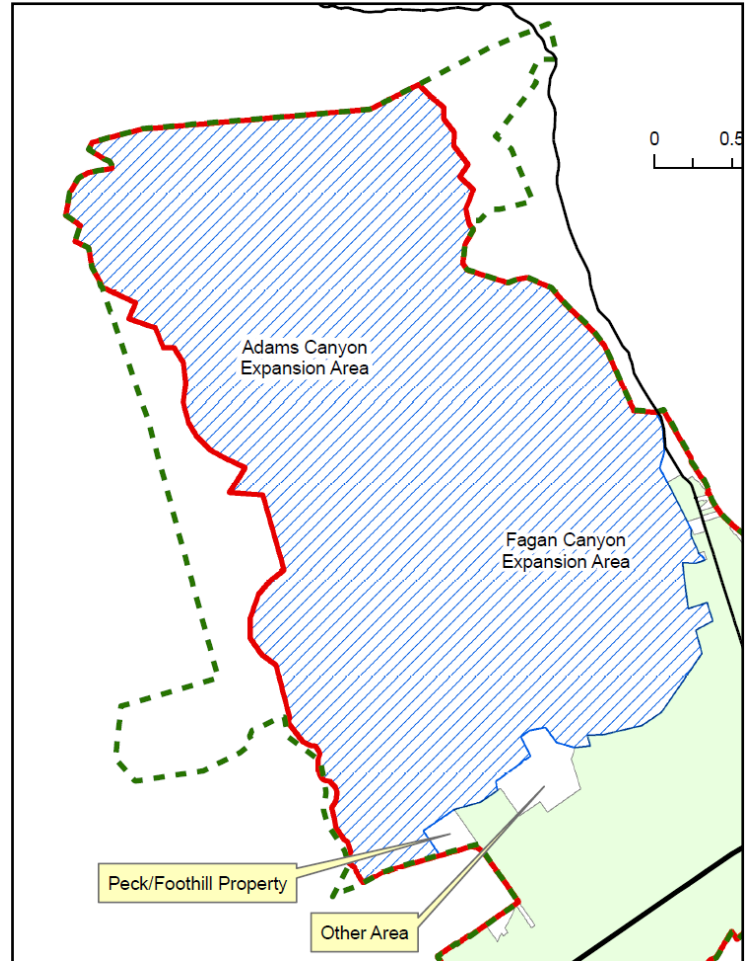 0 0.5
Adams Canyon
Expansion Area
Fagan Canyon
Expansion Area
Peck/Foothill Property
Other Area